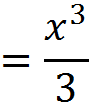 = x³/3